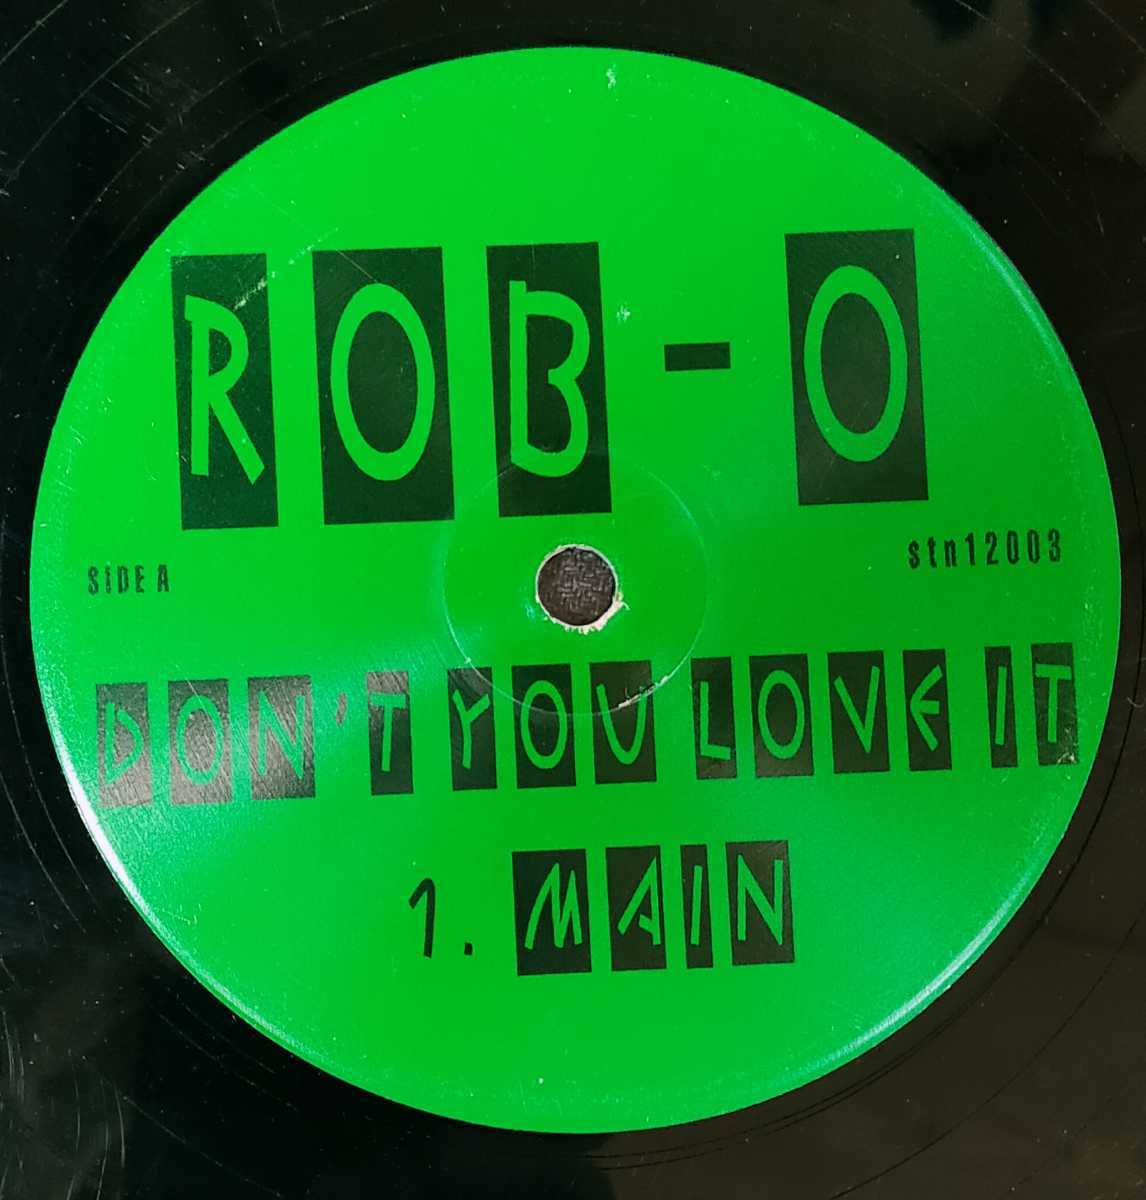 ROB-O
SiDE A
stn12003
DON'T YOU LOVE IT
1. MAIN